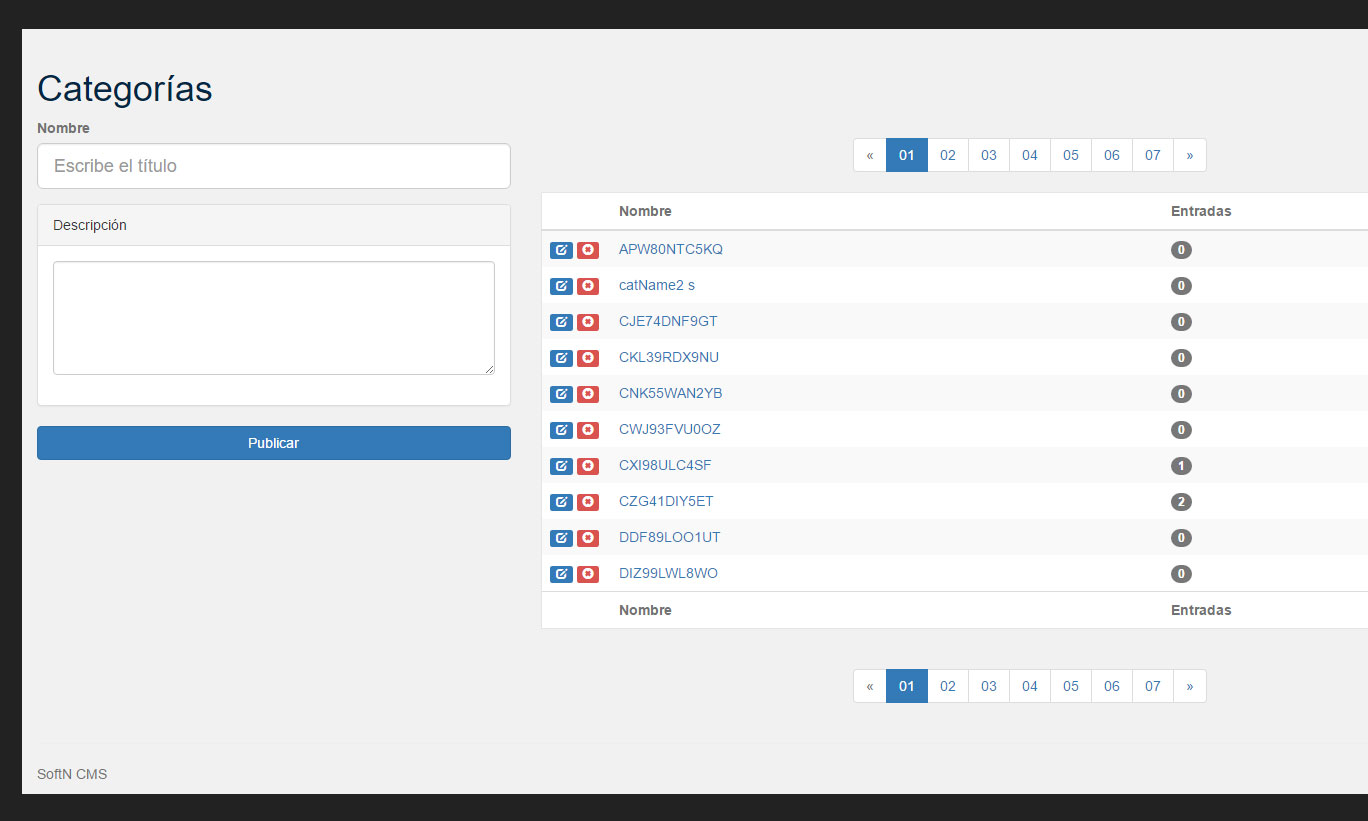 Categorías
Nombre
Escribe el título
Descripción
Publicar
« 01 02 03 04 05 06 07 »
Nombre Entradas
APW80NTC5KQ 0
catName2 s 0
CJE74DNF9GT 0
CKL39RDX9NU 0
CNK55WAN2YB 0
CWJ93FVU0OZ 0
CXI98ULC4SF 1
CZG41DIY5ET 2
DDF89LOO1UT 0
DIZ99LWL8WO 0
Nombre Entradas
« 01 02 03 04 05 06 07 »
SoftN CMS